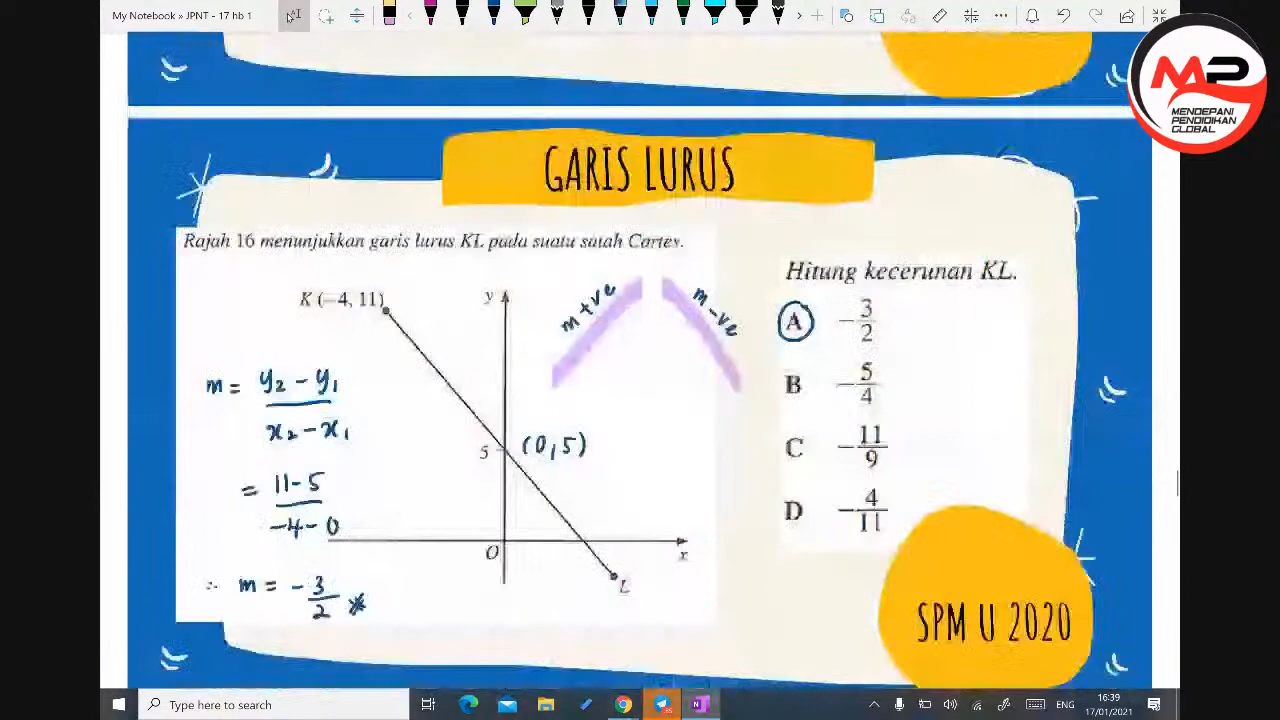 My Notebook » JPNT - 17 hb 1
MP
MENDEPANI
PENDIDIKAN
GLOBAL
GARIS LURUS
Rajah 16 menunjukkan garis lurus KL pada suatu satah Cartes.
K (−4, 11)
y
m +ve
m −ve
m = y₂ − y₁
x₂ − x₁
= 11 − 5
−4 − 0
∴ m = − 3
2 *
5
(0, 5)
O
x
L
Hitung kecerunan KL.
A − 3/2
B − 5/4
C − 11/9
D − 4/11
SPM U 2020
Type here to search
ENG
16:39
17/01/2021